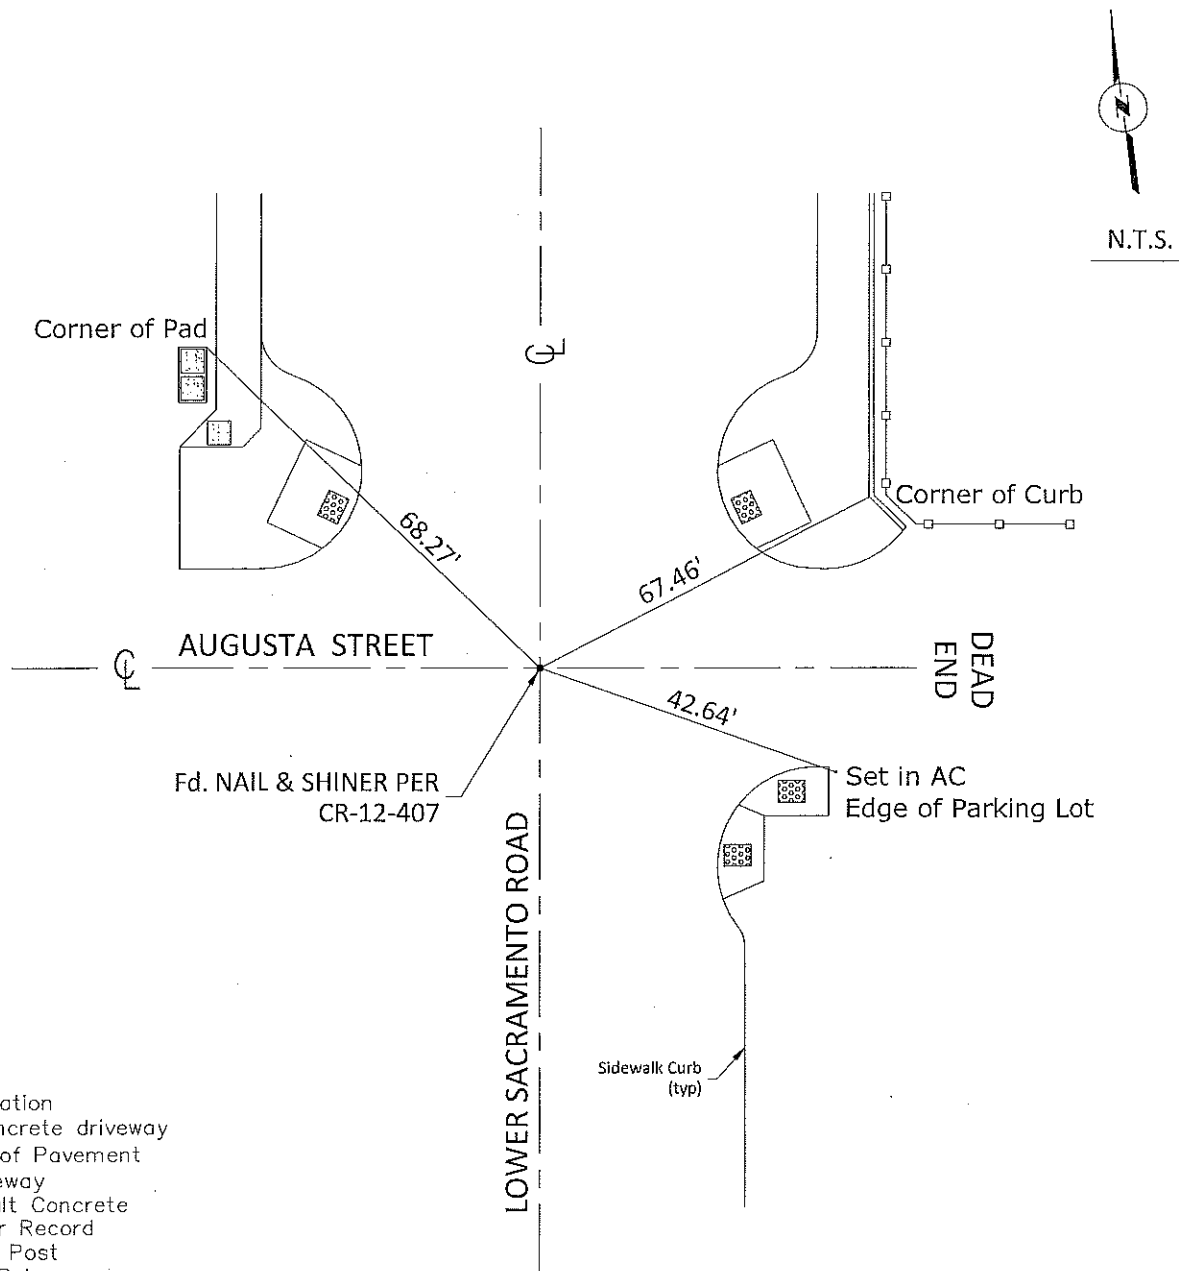 N.T.S.
Corner of Pad
Corner of Curb
68.27'
67.46'
AUGUSTA STREET
DEAD
END
42.64'
Fd. NAIL & SHINER PER
CR-12-407
Set in AC
Edge of Parking Lot
LOWER SACRAMENTO ROAD
Sidewalk Curb
(typ)
ation
ncrete driveway
of Pavement
eway
lt Concrete
r Record
Post